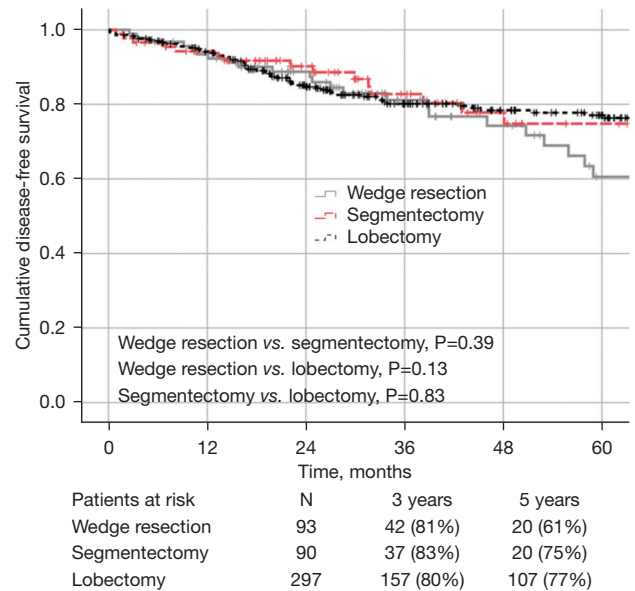 Cumulative disease-free survival
1.0
0.8
0.6
0.4
0.2
0.0
Wedge resection
Segmentectomy
Lobectomy
Wedge resection vs. segmentectomy, P=0.39
Wedge resection vs. lobectomy, P=0.13
Segmentectomy vs. lobectomy, P=0.83
0 12 24 36 48 60
Time, months
Patients at risk N 3 years 5 years
Wedge resection 93 42 (81%) 20 (61%)
Segmentectomy 90 37 (83%) 20 (75%)
Lobectomy 297 157 (80%) 107 (77%)